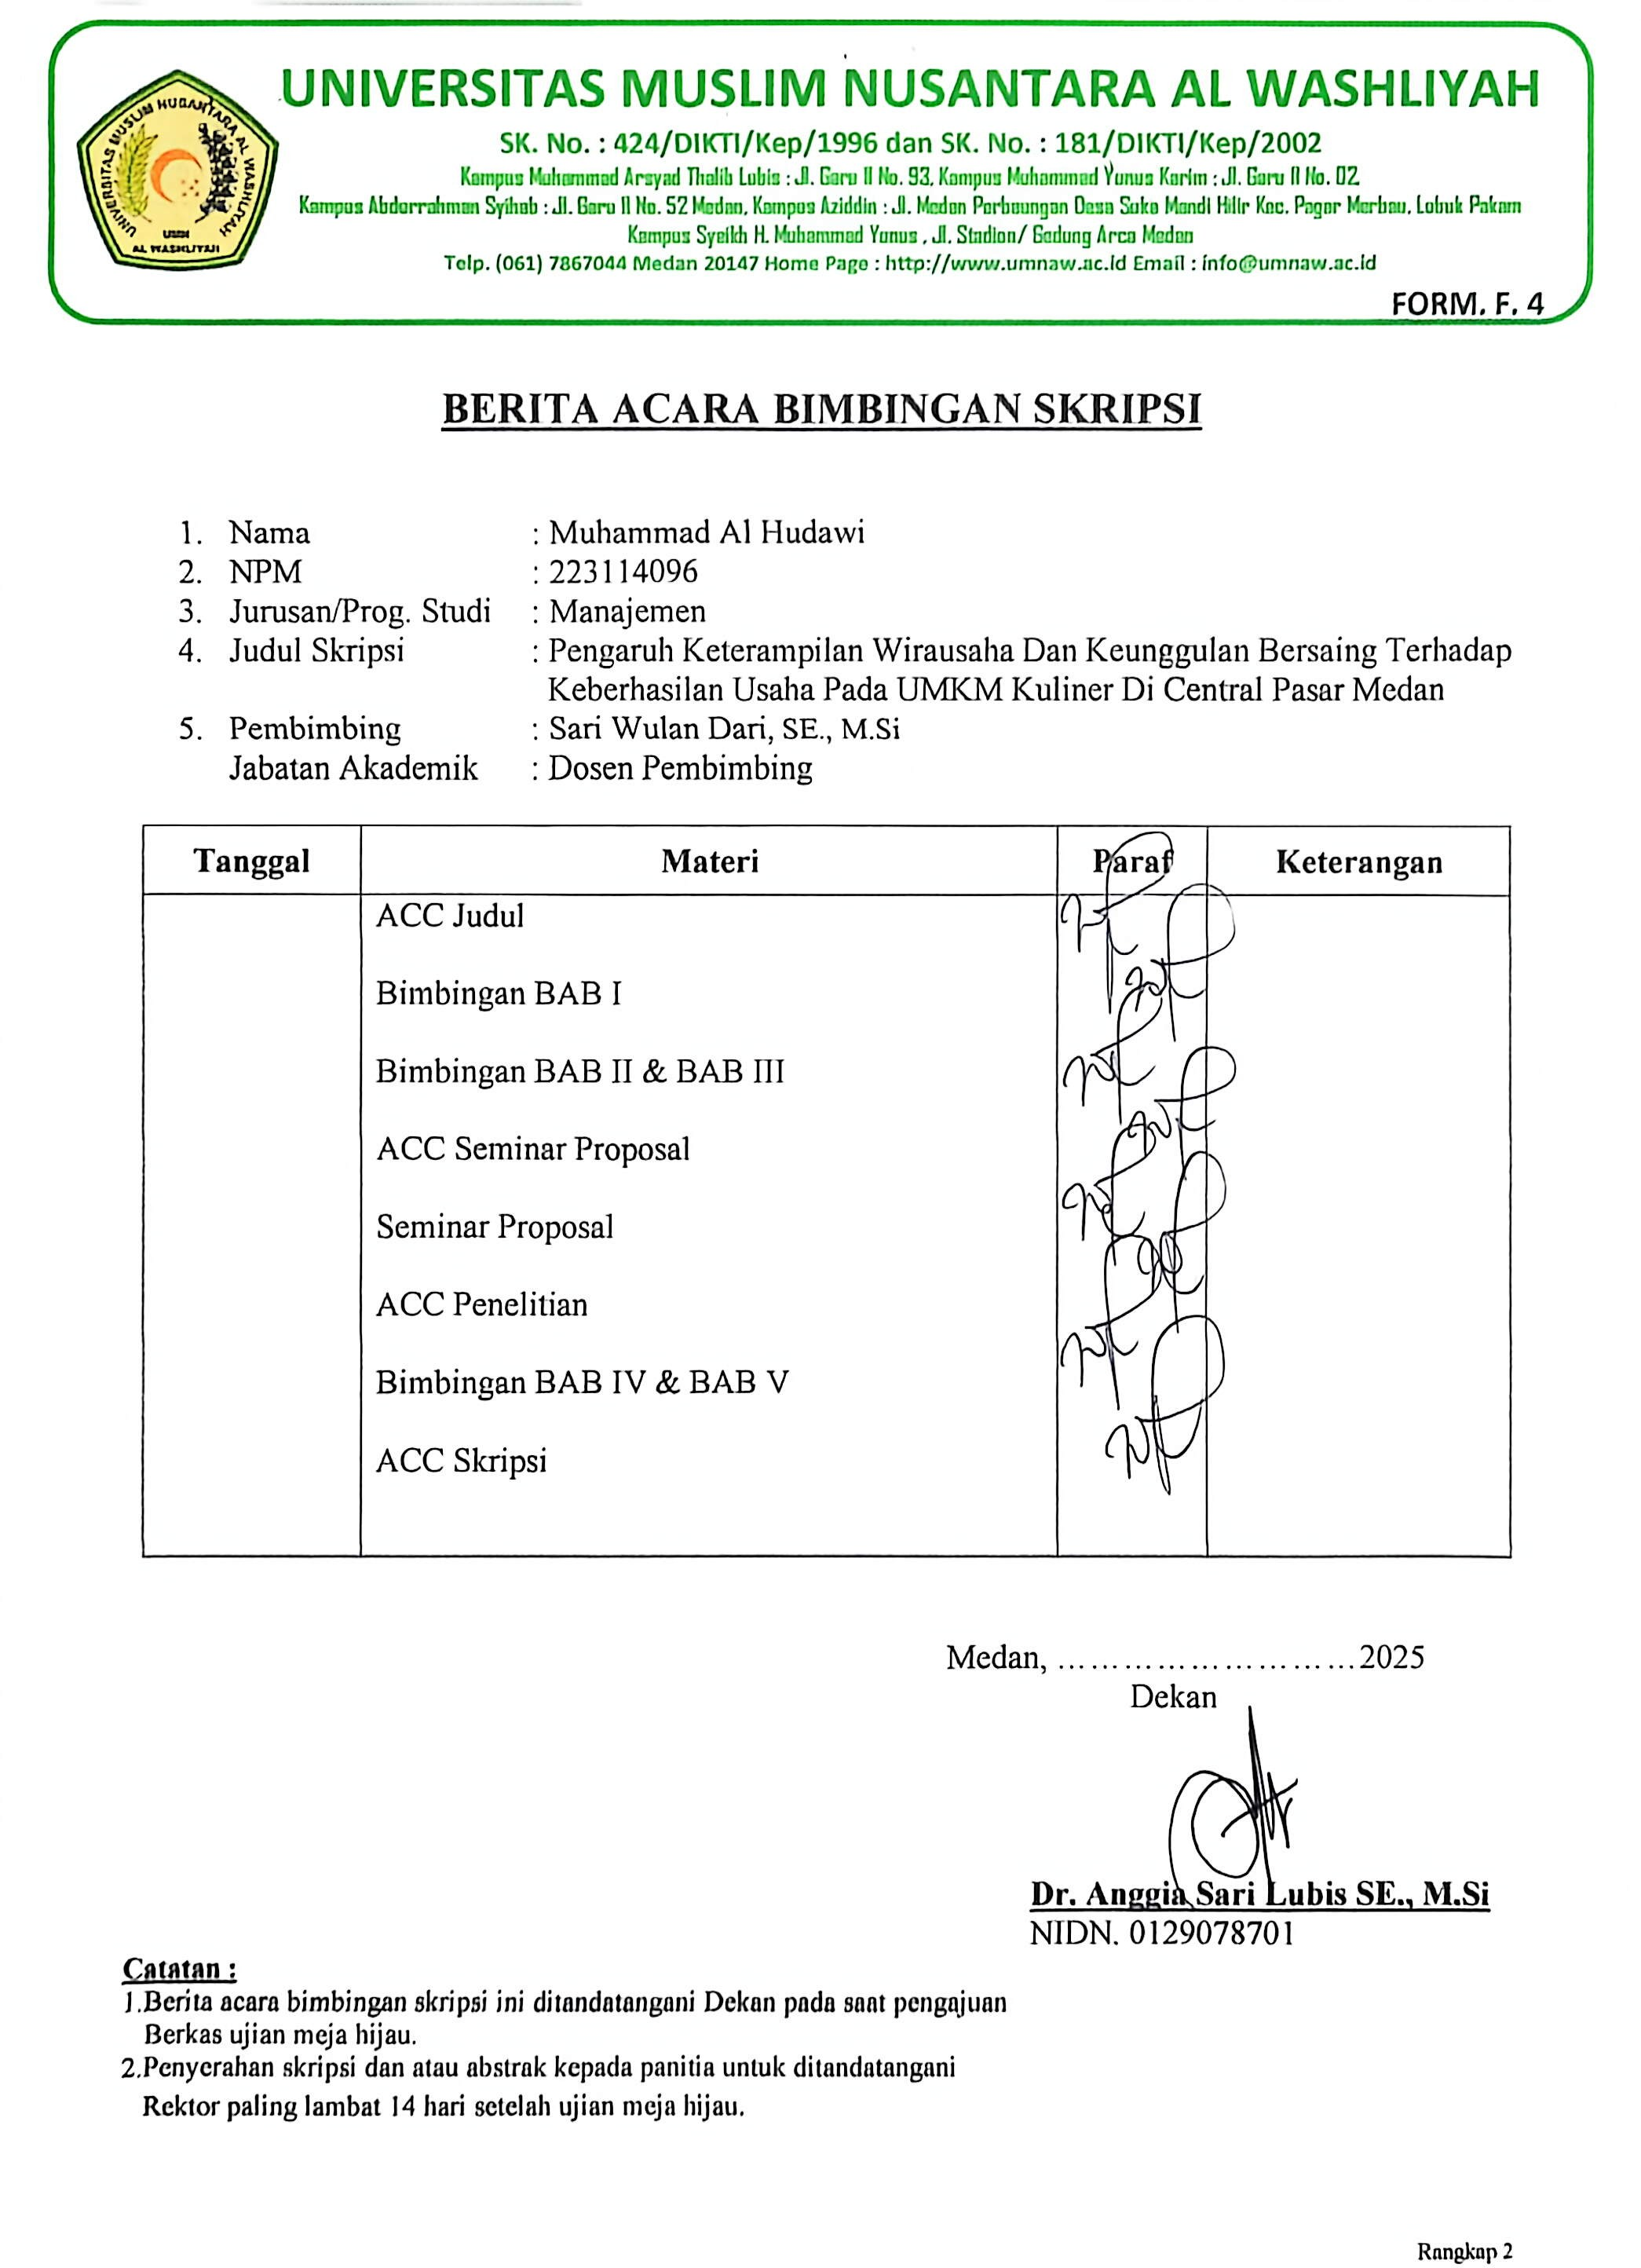 UNIVERSITAS MUSLIM NUSANTARA AL WASHLIYAH
SK. No. : 424/DIKTI/Kep/1996 dan SK. No. : 181/DIKTI/Kep/2002
Kampus Muhammad Arsyad Thalib Lubis : Jl. Garu II No. 93, Kampus Muhammad Yunus Karim : Jl. Garu II No. 02
Kampus Abdurrahman Syihab : Jl. Garu II No. 52 Medan, Kampus Aziddin : Jl. Medan Perbaungan Desa Suka Mandi Hilir Kec. Pagar Merbau, Lubuk Pakam
Kampus Syeikh H. Muhammad Yunus , Jl. Stadion/ Gedung Arca Medan
Telp. (061) 7867044 Medan 20147 Home Page : http://www.umnaw.ac.id Email : info@umnaw.ac.id
FORM. F. 4
UMN
AL WASHLIYAH
BERITA ACARA BIMBINGAN SKRIPSI
1. Nama : Muhammad Al Hudawi
2. NPM : 223114096
3. Jurusan/Prog. Studi : Manajemen
4. Judul Skripsi : Pengaruh Keterampilan Wirausaha Dan Keunggulan Bersaing Terhadap
Keberhasilan Usaha Pada UMKM Kuliner Di Central Pasar Medan
5. Pembimbing : Sari Wulan Dari, SE., M.Si
Jabatan Akademik : Dosen Pembimbing
Tanggal Materi Paraf Keterangan
ACC Judul
Bimbingan BAB I
Bimbingan BAB II & BAB III
ACC Seminar Proposal
Seminar Proposal
ACC Penelitian
Bimbingan BAB IV & BAB V
ACC Skripsi
Medan, ..............................2025
Dekan
Dr. Anggia Sari Lubis SE., M.Si
NIDN. 0129078701
Catatan :
1.Berita acara bimbingan skripsi ini ditandatangani Dekan pada saat pengajuan
Berkas ujian meja hijau.
2.Penyerahan skripsi dan atau abstrak kepada panitia untuk ditandatangani
Rektor paling lambat 14 hari setelah ujian meja hijau.
Rangkap 2